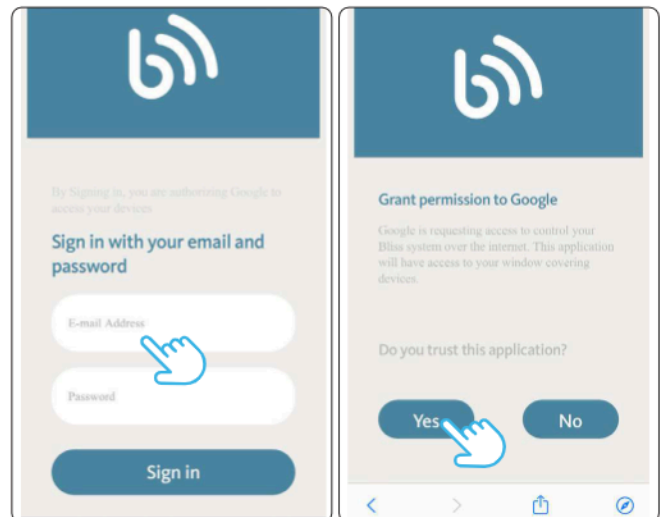 By Signing in, you are authorizing Google to
access your devices
Sign in with your email and
password
E-mail Address
Password
Sign in
Grant permission to Google
Google is requesting access to control your
Bliss system over the internet. This application
will have access to your window covering
devices.
Do you trust this application?
Yes
No